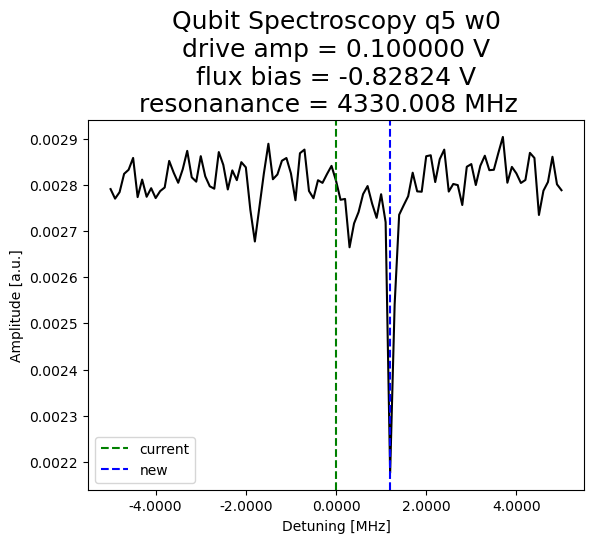 Qubit Spectroscopy q5 w0
drive amp = 0.100000 V
flux bias = -0.82824 V
resonanance = 4330.008 MHz
0.0029
0.0028
0.0027
0.0026
0.0025
0.0024
0.0023
0.0022
Amplitude [a.u.]
current
new
-4.0000 -2.0000 0.0000 2.0000 4.0000
Detuning [MHz]